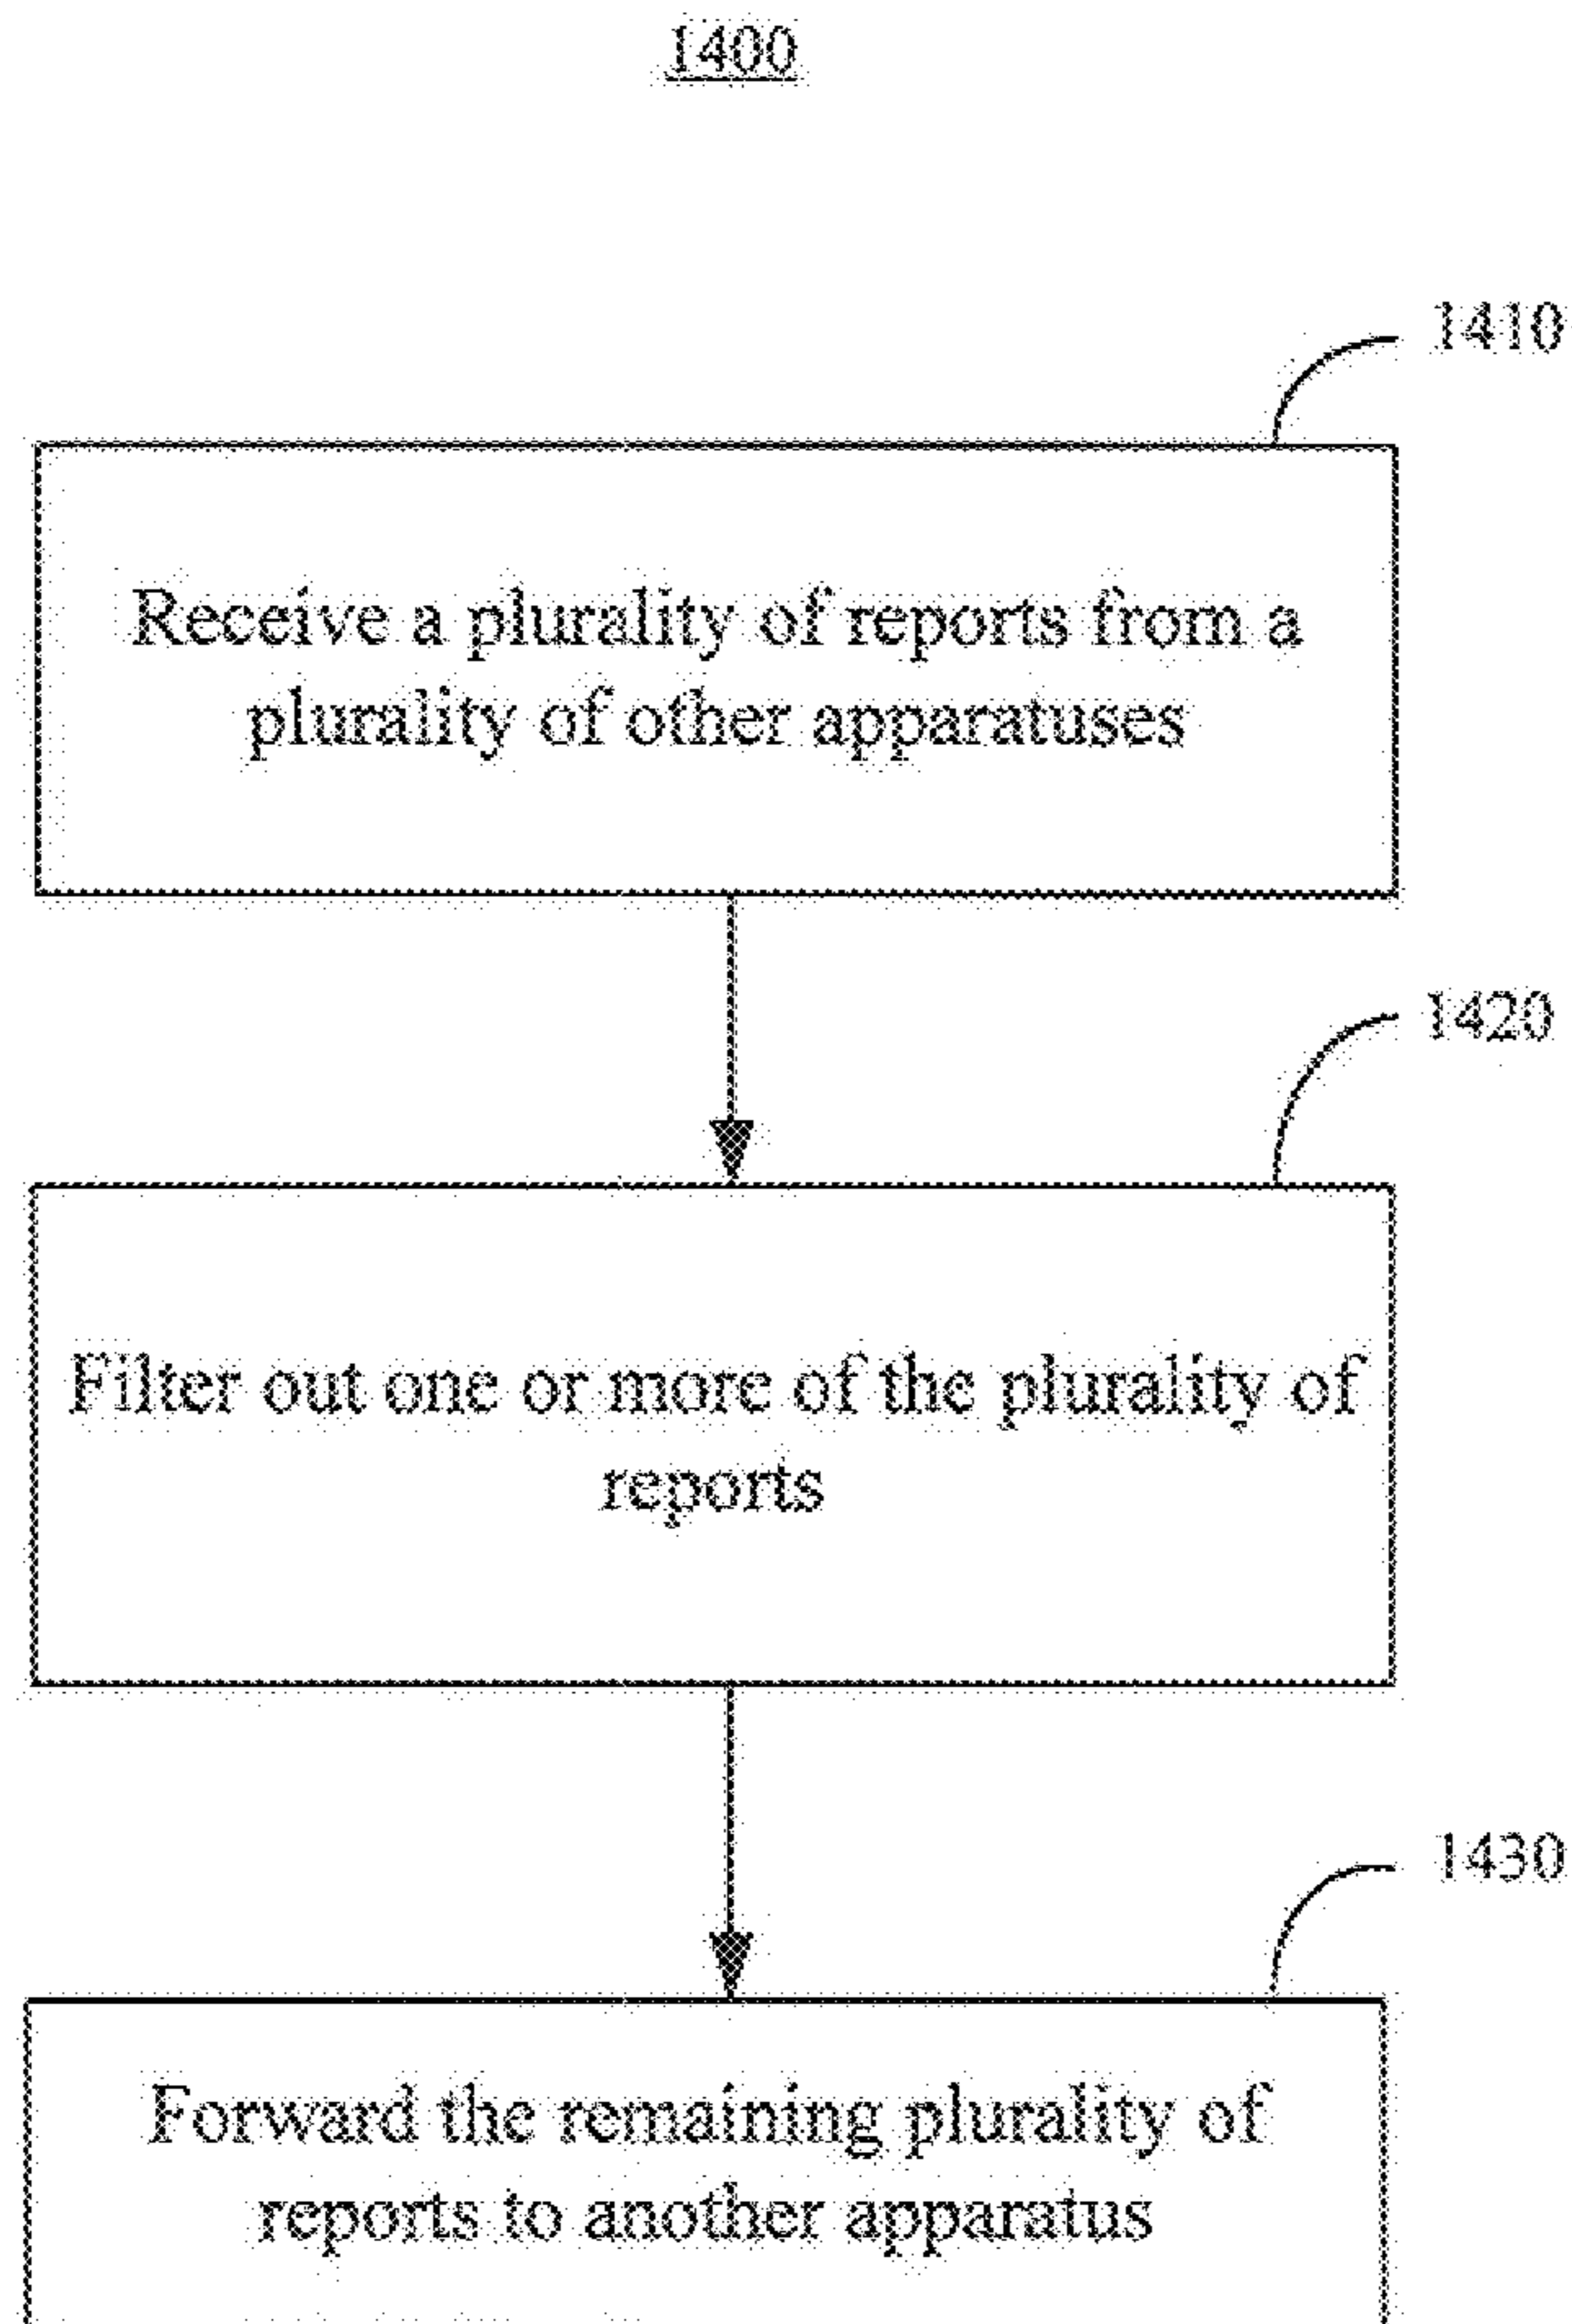 1400
1410
Receive a plurality of reports from a
plurality of other apparatuses
1420
Filter out one or more of the plurality of
reports
1430
Forward the remaining plurality of
reports to another apparatus